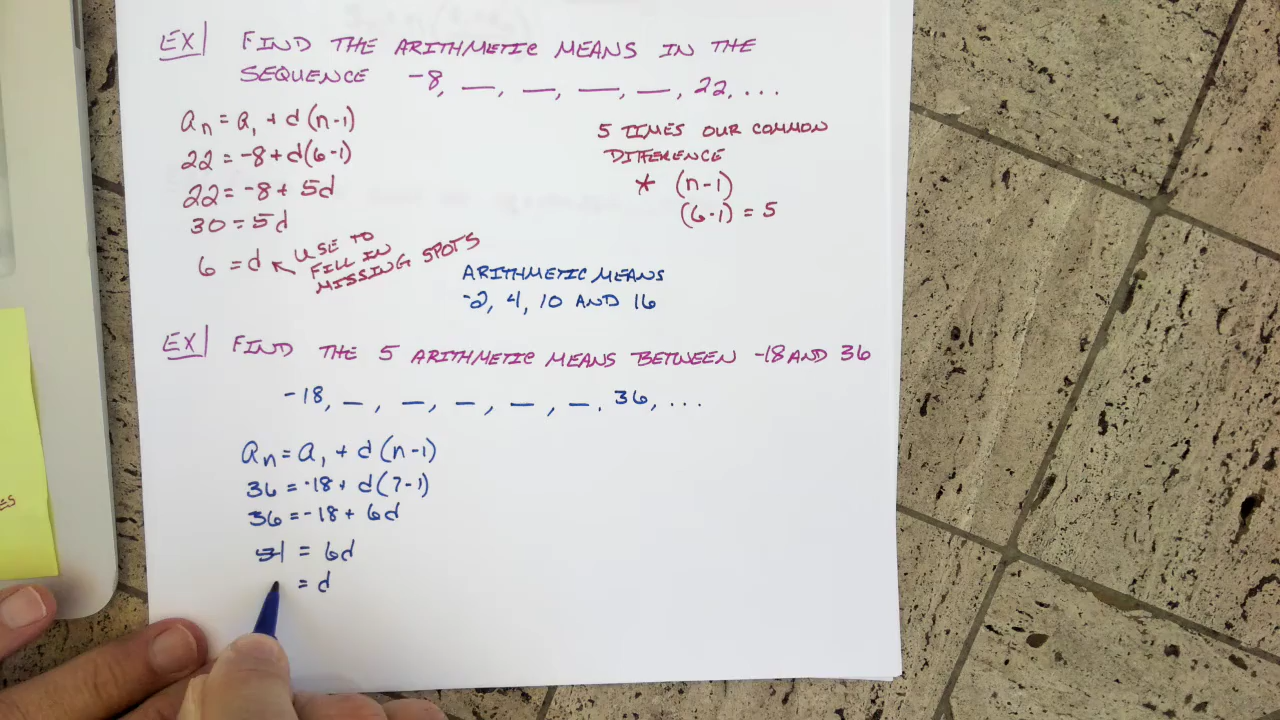 EX| FIND THE ARITHMETIC MEANS IN THE
SEQUENCE -8, __, __, __, __, 22, ...
aₙ = a₁ + d(n-1)
22 = -8 + d(6-1)
22 = -8 + 5d
30 = 5d
6 = d ← USE TO
FILL IN
MISSING SPOTS
5 TIMES OUR COMMON
DIFFERENCE
* (n-1)
(6-1) = 5
ARITHMETIC MEANS
-2, 4, 10 AND 16
EX| FIND THE 5 ARITHMETIC MEANS BETWEEN -18 AND 36
-18, __, __, __, __, __, 36, ...
aₙ = a₁ + d(n-1)
36 = -18 + d(7-1)
36 = -18 + 6d
= 6d
= d